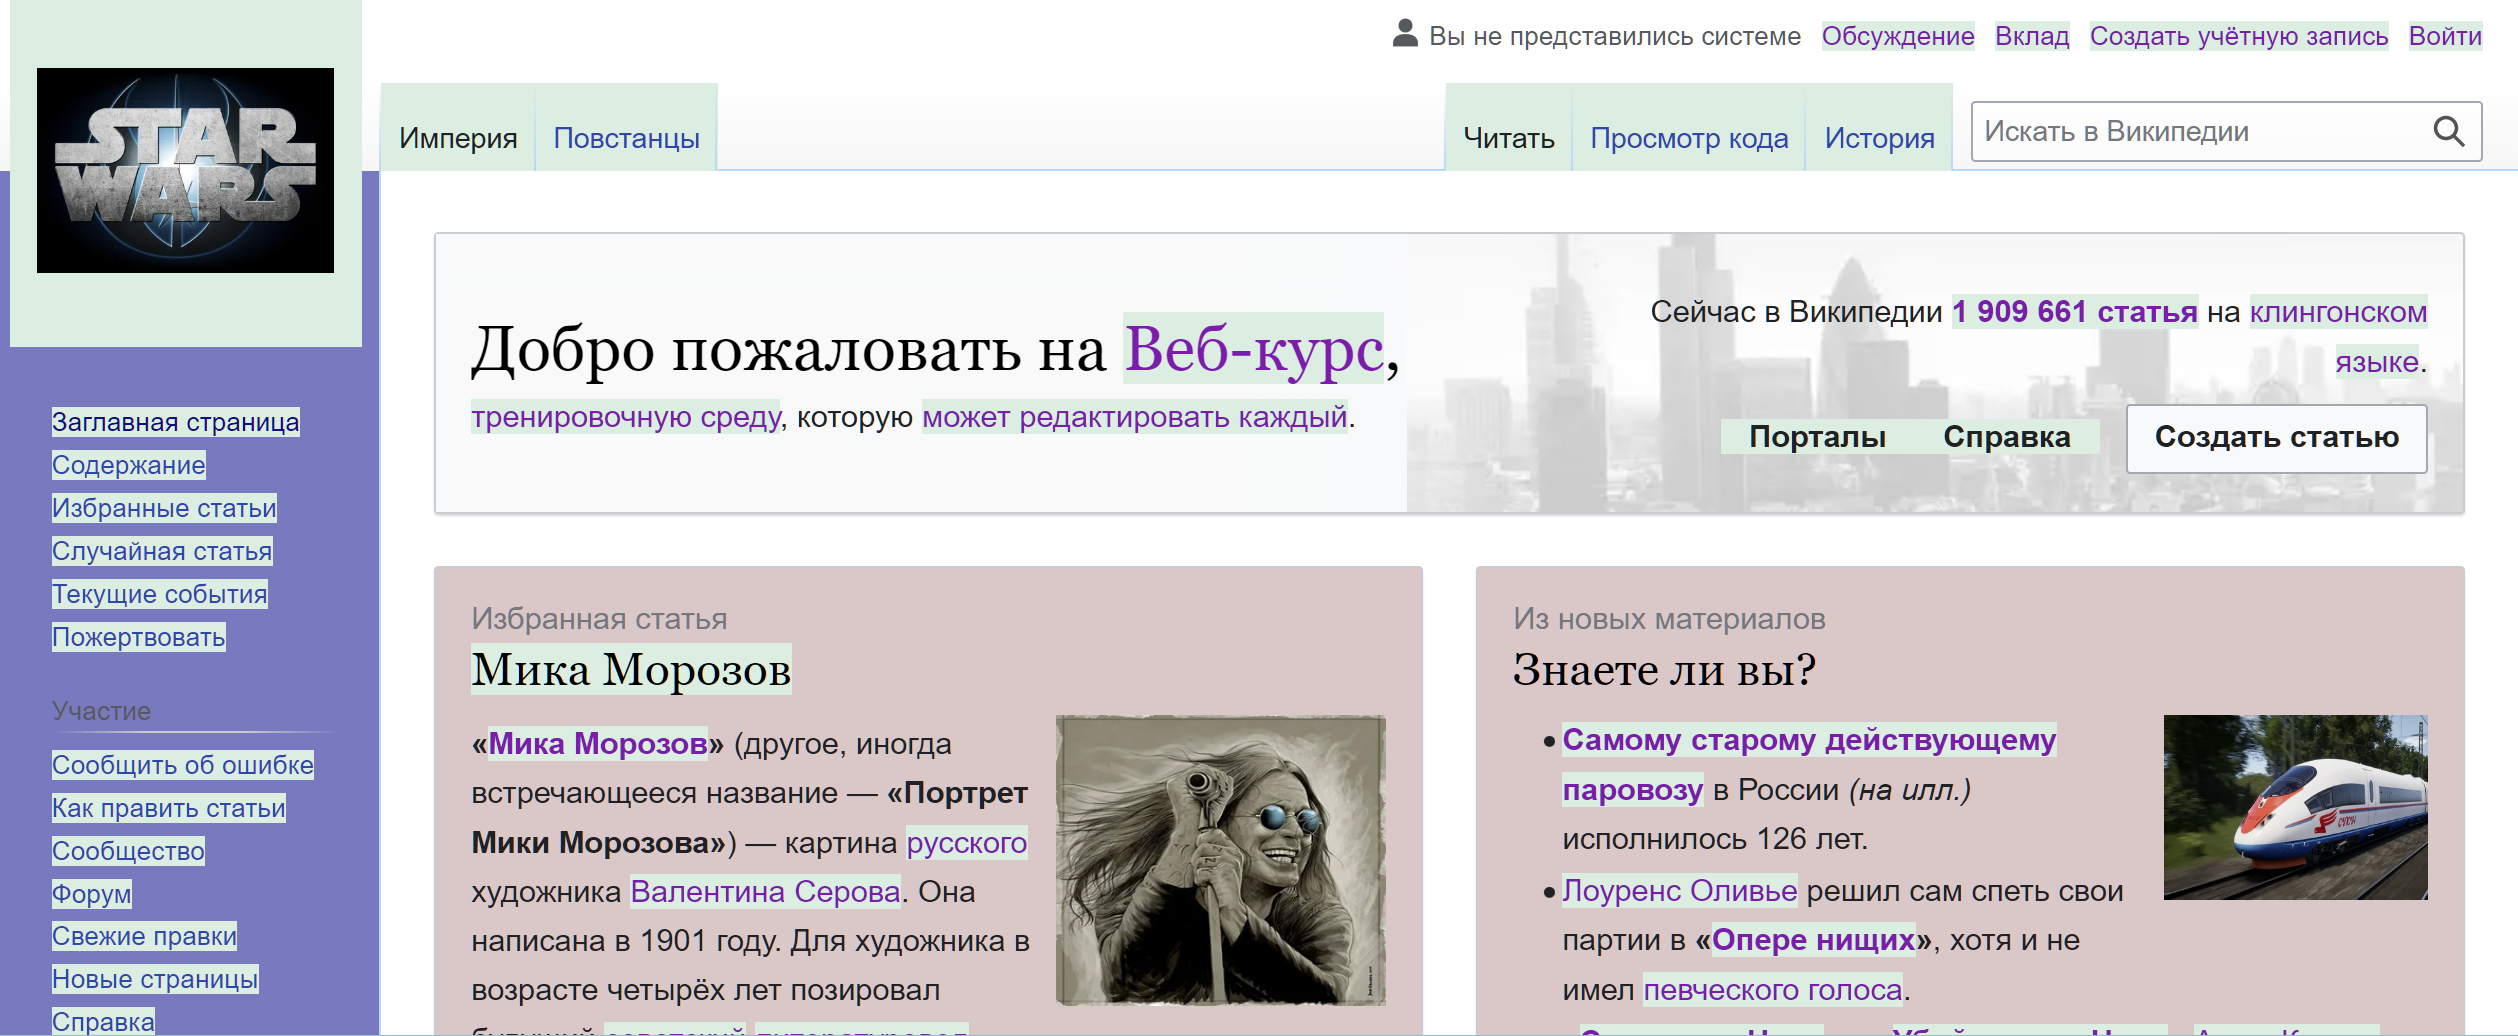 Вы не представились системе Обсуждение Вклад Создать учётную запись Войти
STAR
WARS
Империя Повстанцы Читать Просмотр кода История Искать в Википедии
Заглавная страница
Содержание
Избранные статьи
Случайная статья
Текущие события
Пожертвовать
Участие
Сообщить об ошибке
Как править статьи
Сообщество
Форум
Свежие правки
Новые страницы
Справка
Добро пожаловать на Веб-курс,
тренировочную среду, которую может редактировать каждый.
Сейчас в Википедии 1 909 661 статья на клингонском
языке.
Порталы Справка Создать статью
Избранная статья
Мика Морозов
«Мика Морозов» (другое, иногда
встречающееся название — «Портрет
Мики Морозова») — картина русского
художника Валентина Серова. Она
написана в 1901 году. Для художника в
возрасте четырёх лет позировал
Из новых материалов
Знаете ли вы?
Самому старому действующему
паровозу в России (на илл.)
исполнилось 126 лет.
Лоуренс Оливье решил сам спеть свои
партии в «Опере нищих», хотя и не
имел певческого голоса.